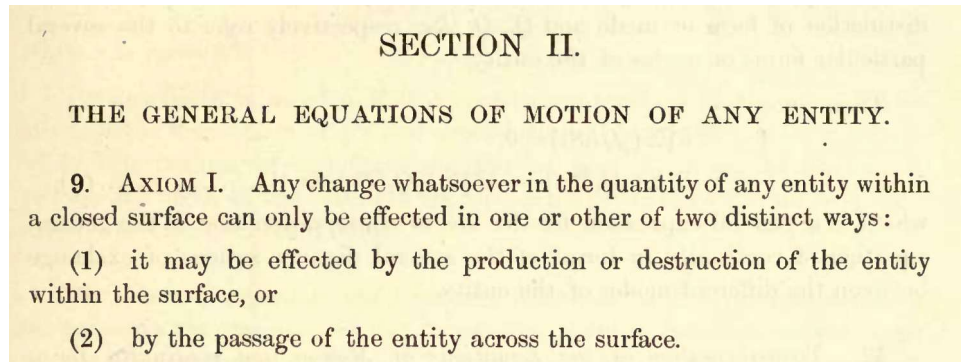 SECTION II.
THE GENERAL EQUATIONS OF MOTION OF ANY ENTITY.
9. AXIOM I. Any change whatsoever in the quantity of any entity within
a closed surface can only be effected in one or other of two distinct ways:
(1) it may be effected by the production or destruction of the entity
within the surface, or
(2) by the passage of the entity across the surface.